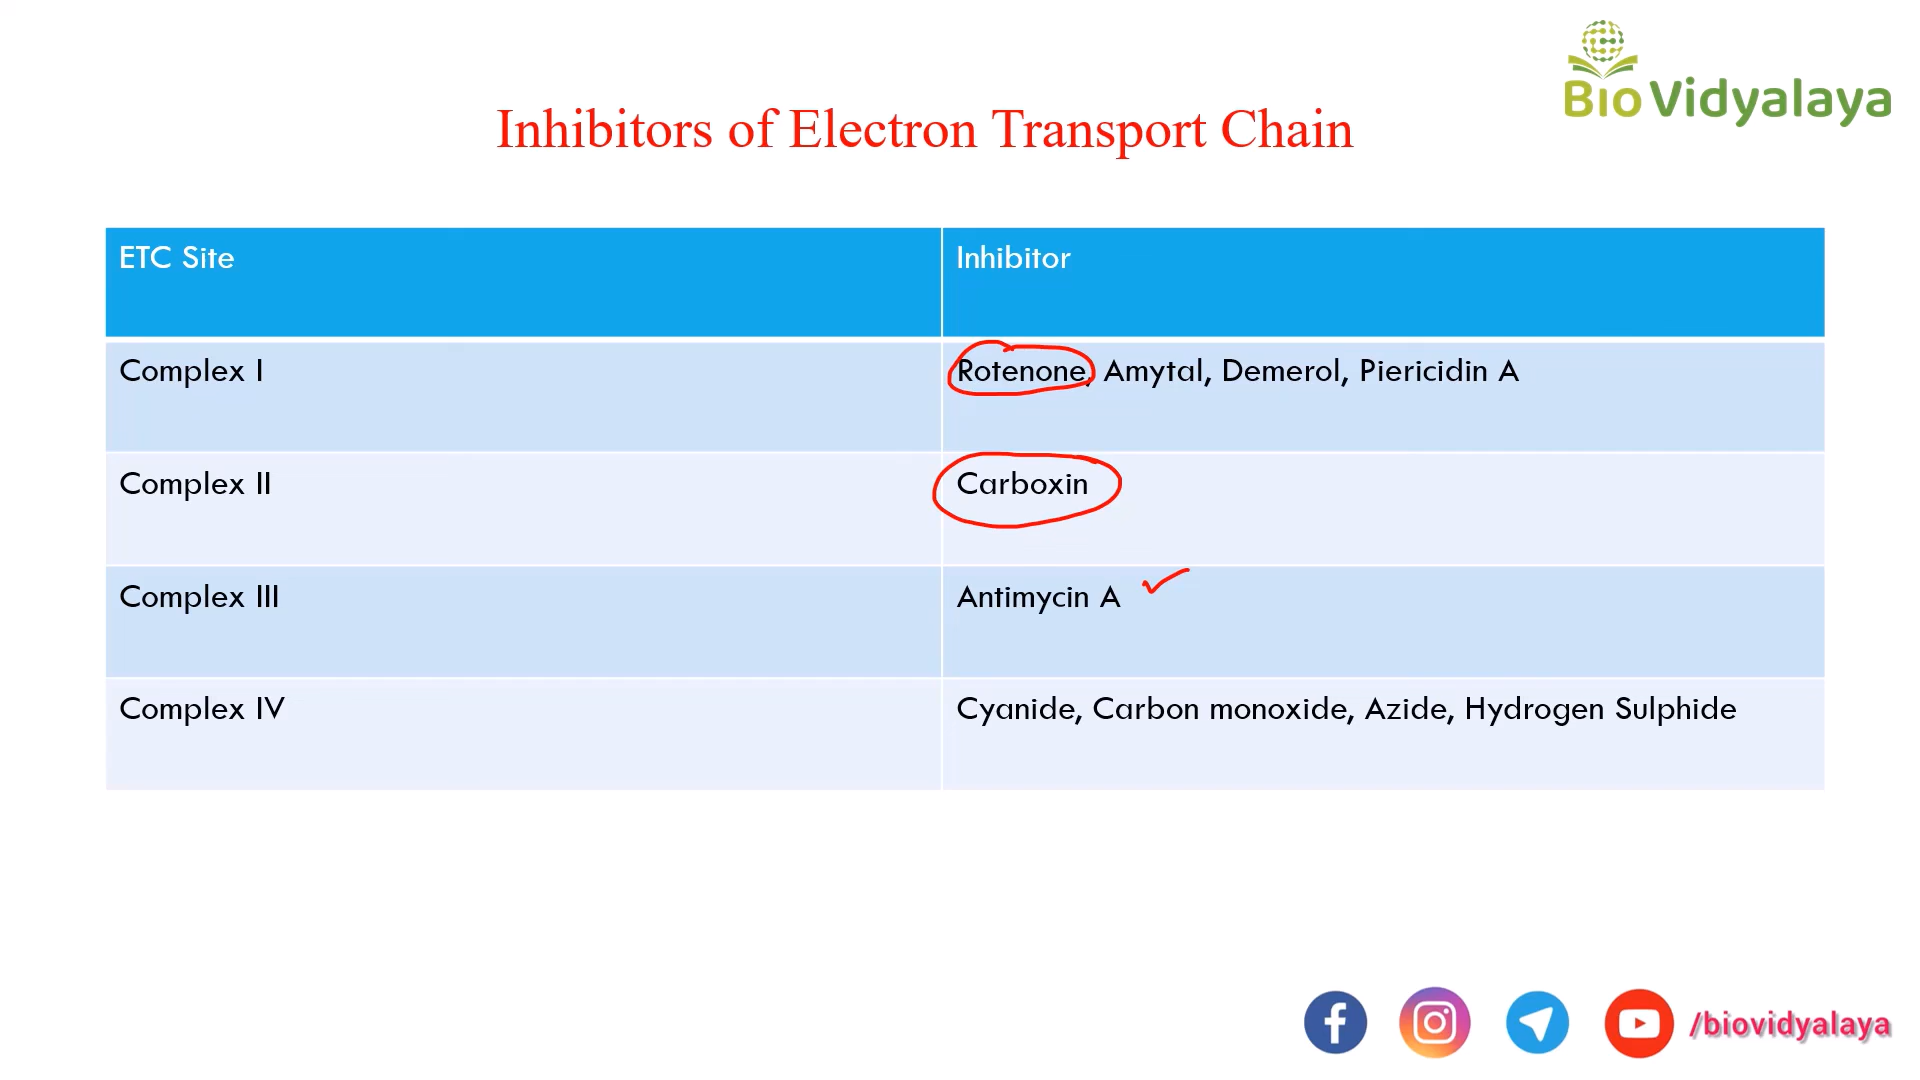 Bio Vidyalaya
Inhibitors of Electron Transport Chain
ETC Site
Inhibitor
Complex I
Rotenone, Amytal, Demerol, Piericidin A
Complex II
Carboxin
Complex III
Antimycin A
Complex IV
Cyanide, Carbon monoxide, Azide, Hydrogen Sulphide
/biovidyalaya